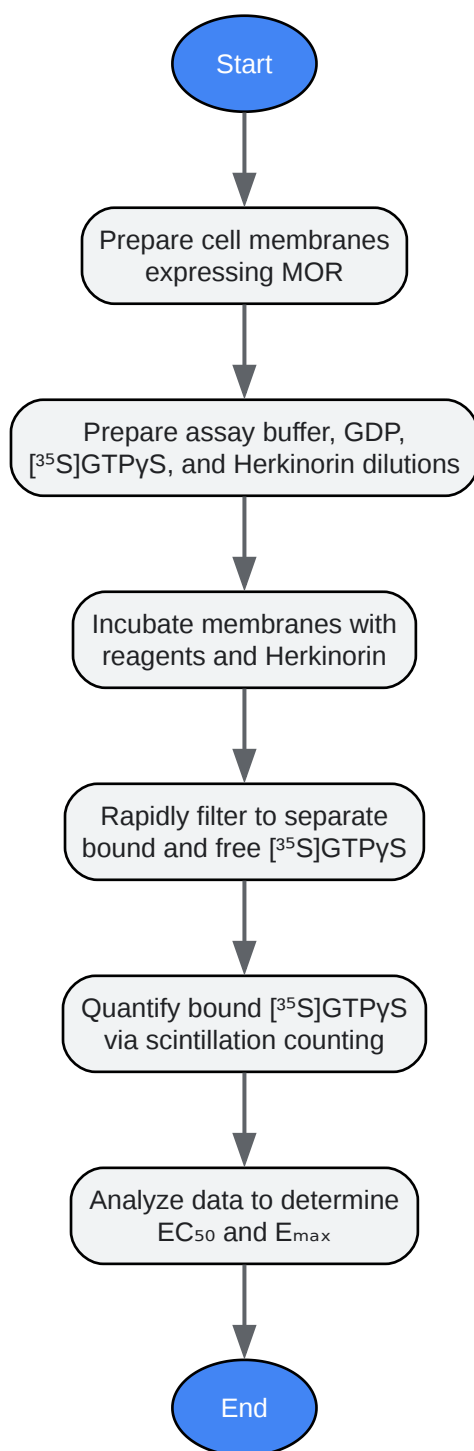 Start
Prepare cell membranes
expressing MOR
Prepare assay buffer, GDP,
[³⁵S]GTPγS, and Herkinorin dilutions
Incubate membranes with
reagents and Herkinorin
Rapidly filter to separate
bound and free [³⁵S]GTPγS
Quantify bound [³⁵S]GTPγS
via scintillation counting
Analyze data to determine
EC₅₀ and Eₘₐₓ
End